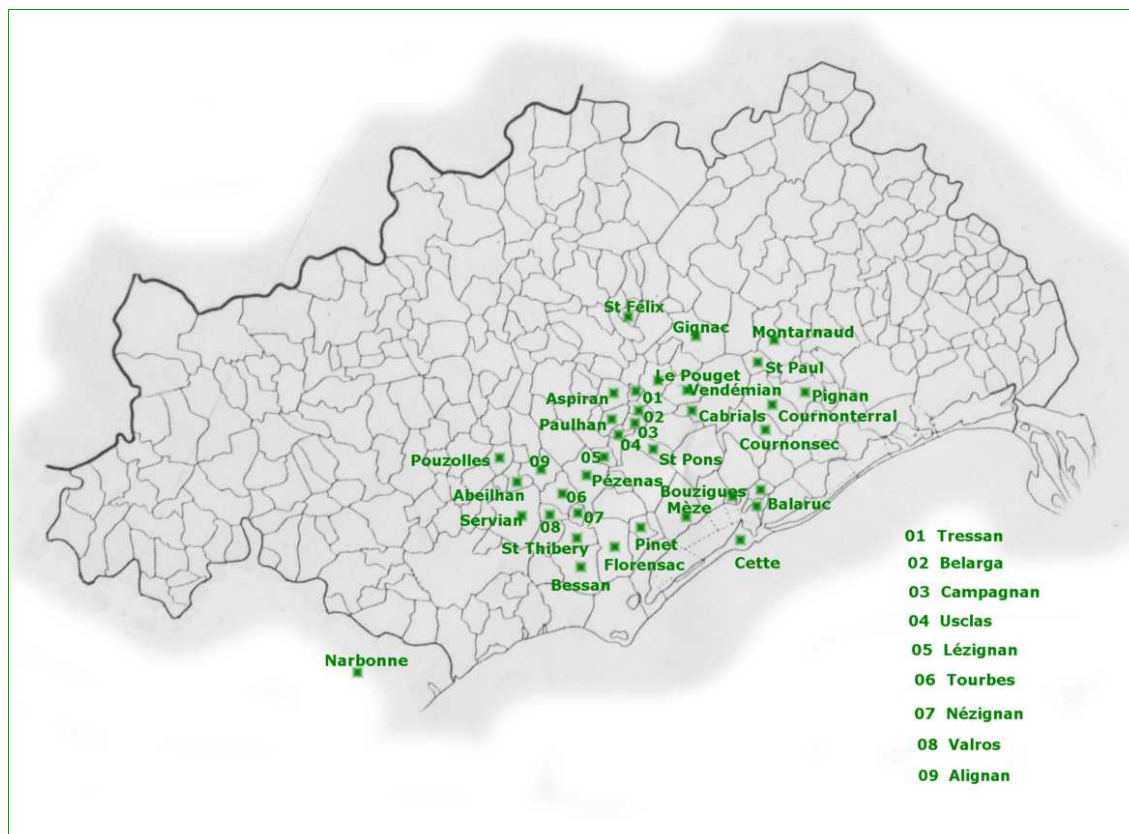 St Félix
Gignac
Montarnaud
St Paul
Le Pouget
Vendémian
Aspiran
01
Pignan
Cabrials
Cournonterral
02
Paulhan
03
Cournonsec
04
St Pons
05
Pouzolles
09
Pézenas
Abeilhan
06
Bouzigues
Mèze
Balaruc
Servian
08
07
St Thibery
Pinet
Florensac
Cette
Bessan
Narbonne
01 Tressan
02 Belarga
03 Campagnan
04 Usclas
05 Lézignan
06 Tourbes
07 Nézignan
08 Valros
09 Alignan